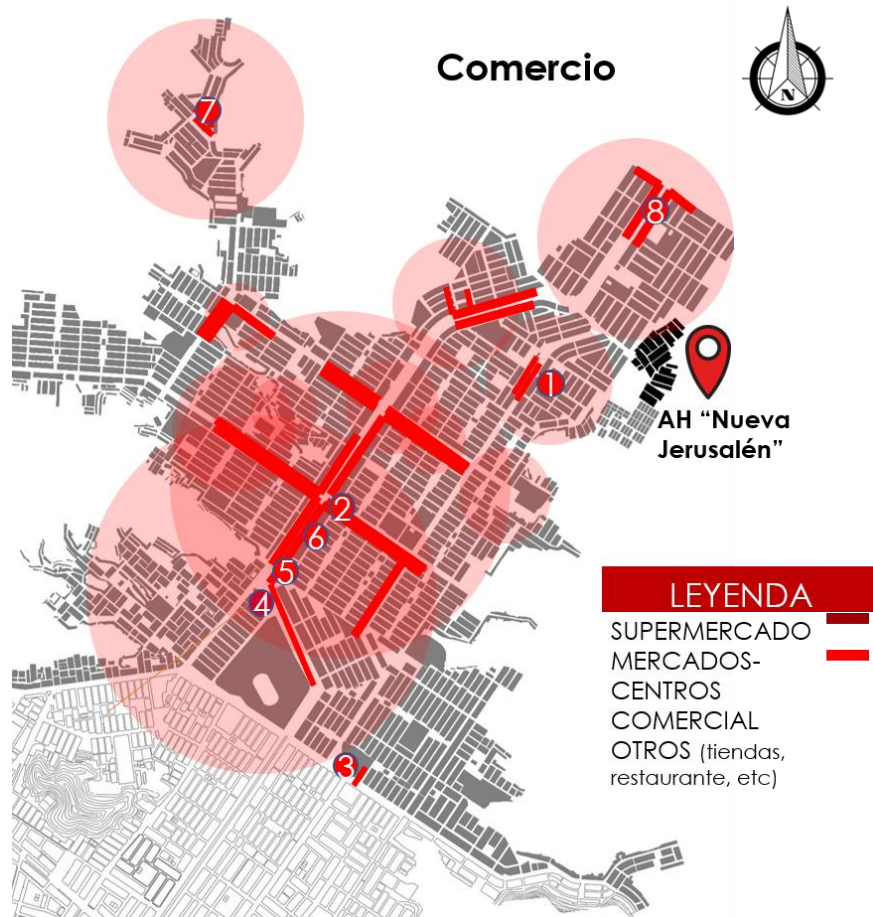 Comercio
N
7
8
1
AH "Nueva
Jerusalén"
2
6
5
4
3
LEYENDA
SUPERMERCADO
MERCADOS-
CENTROS
COMERCIAL
OTROS (tiendas,
restaurante, etc)